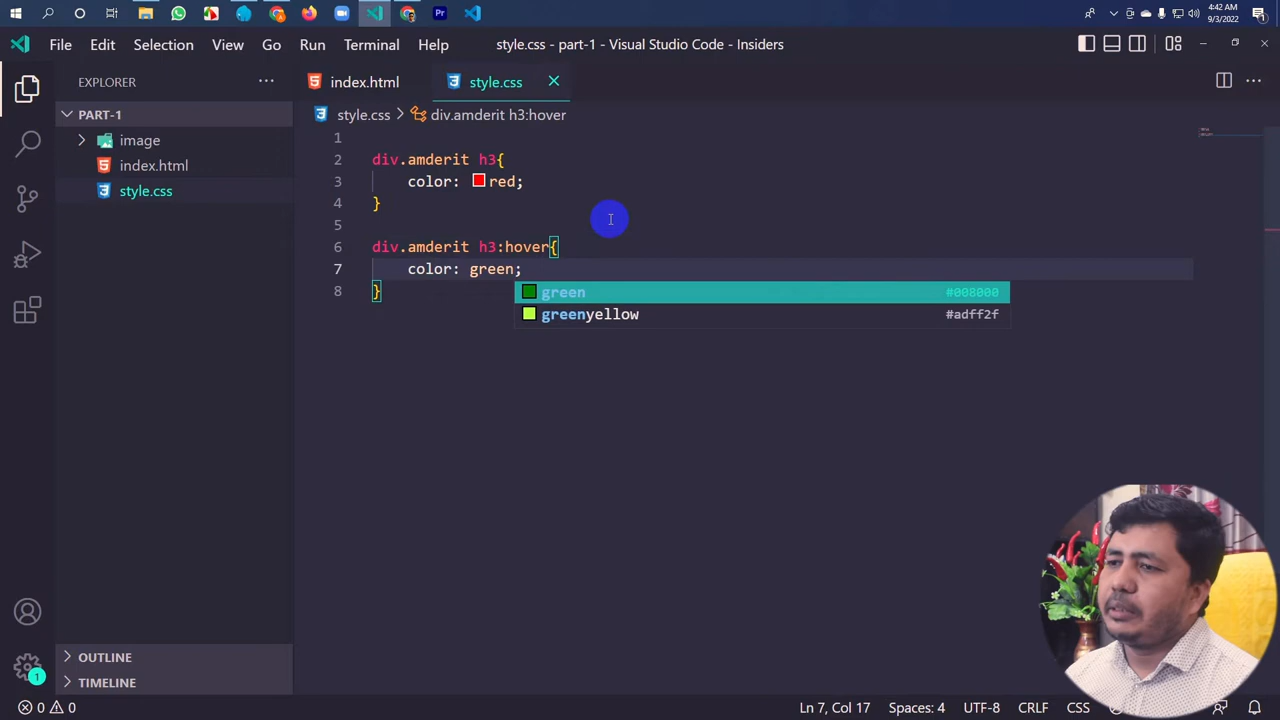 4:42 AM
9/3/2022
File Edit Selection View Go Run Terminal Help
style.css - part-1 - Visual Studio Code - Insiders
EXPLORER
index.html
style.css
PART-1
style.css > div.amderit h3:hover
image
index.html
style.css
1
2 div.amderit h3{
3 color: red;
4 }
5
6 div.amderit h3:hover{
7 color: green;
8 }
green #008000
greenyellow #adff2f
OUTLINE
TIMELINE
1
0 0
Ln 7, Col 17 Spaces: 4 UTF-8 CRLF CSS